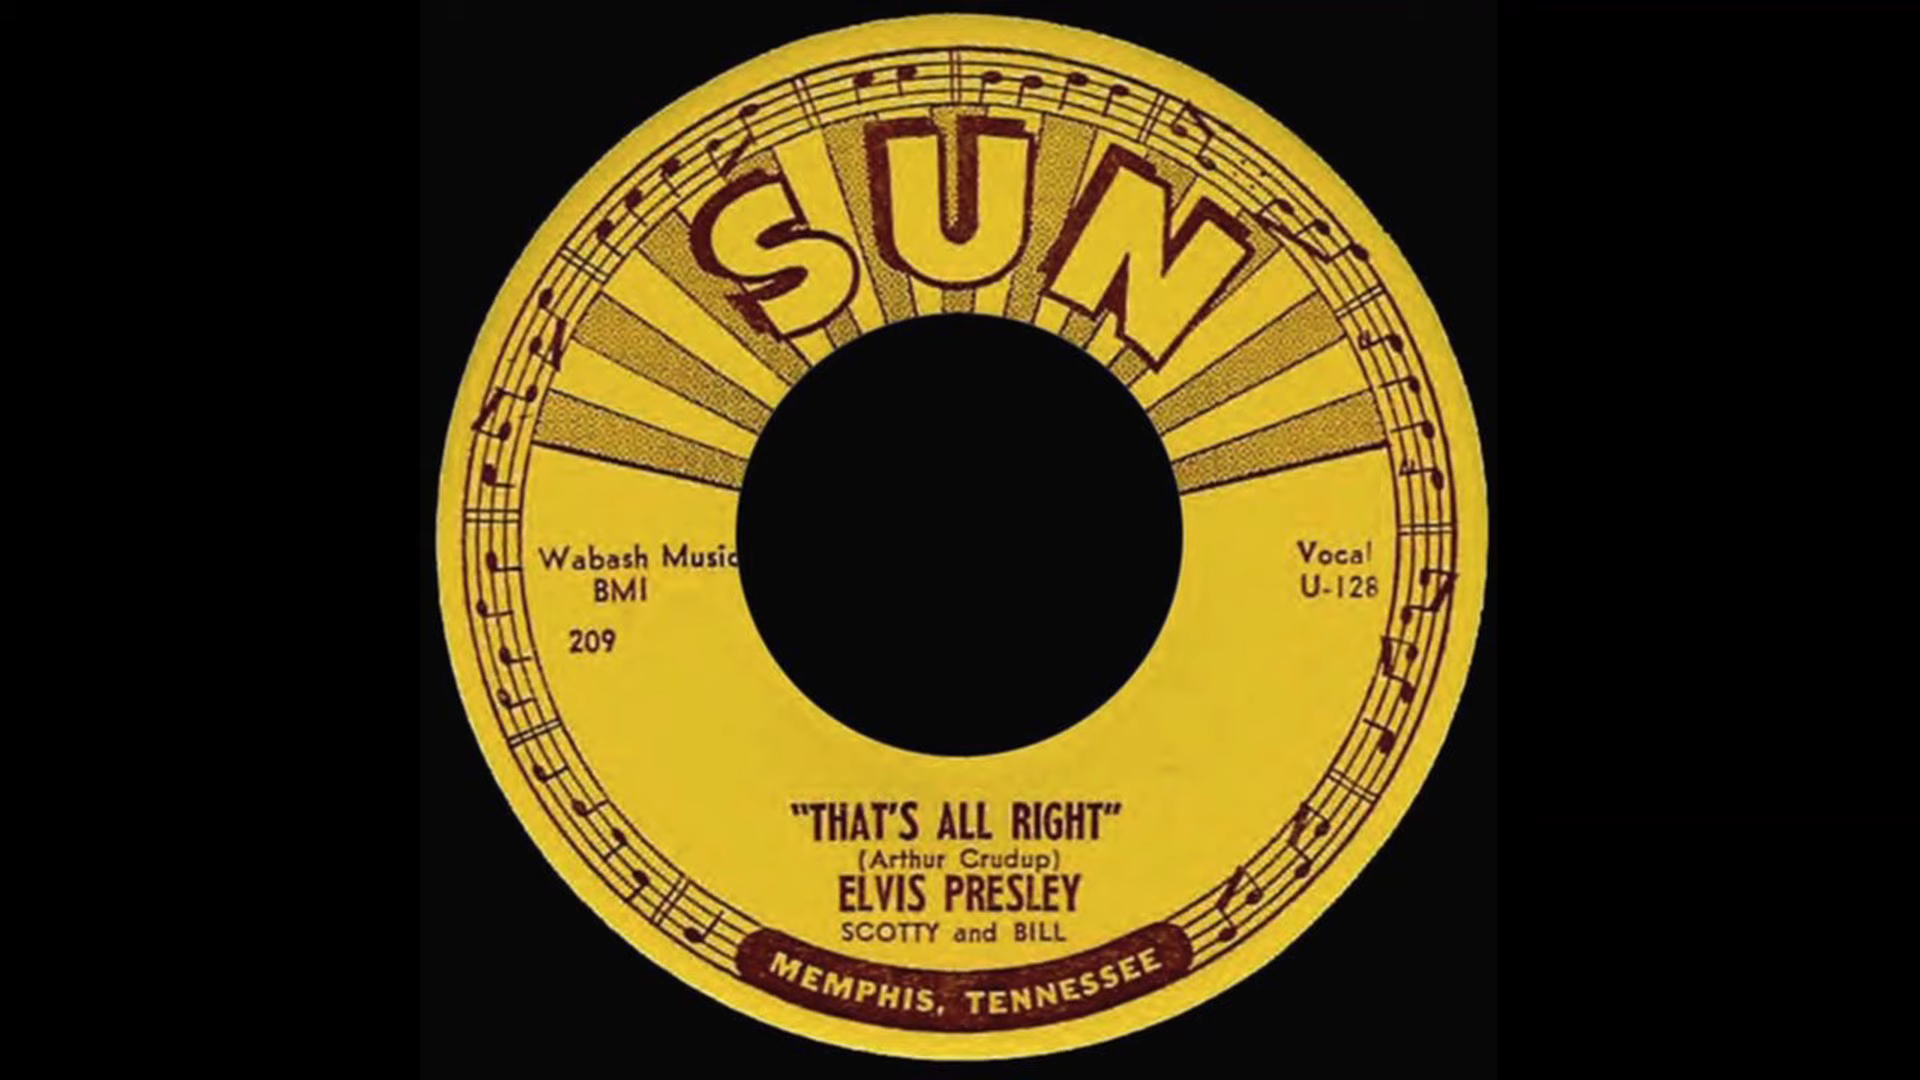 SUN
Wabash Music
BMI
209
Vocal
U-128
"THAT'S ALL RIGHT"
(Arthur Crudup)
ELVIS PRESLEY
SCOTTY and BILL
MEMPHIS, TENNESSEE